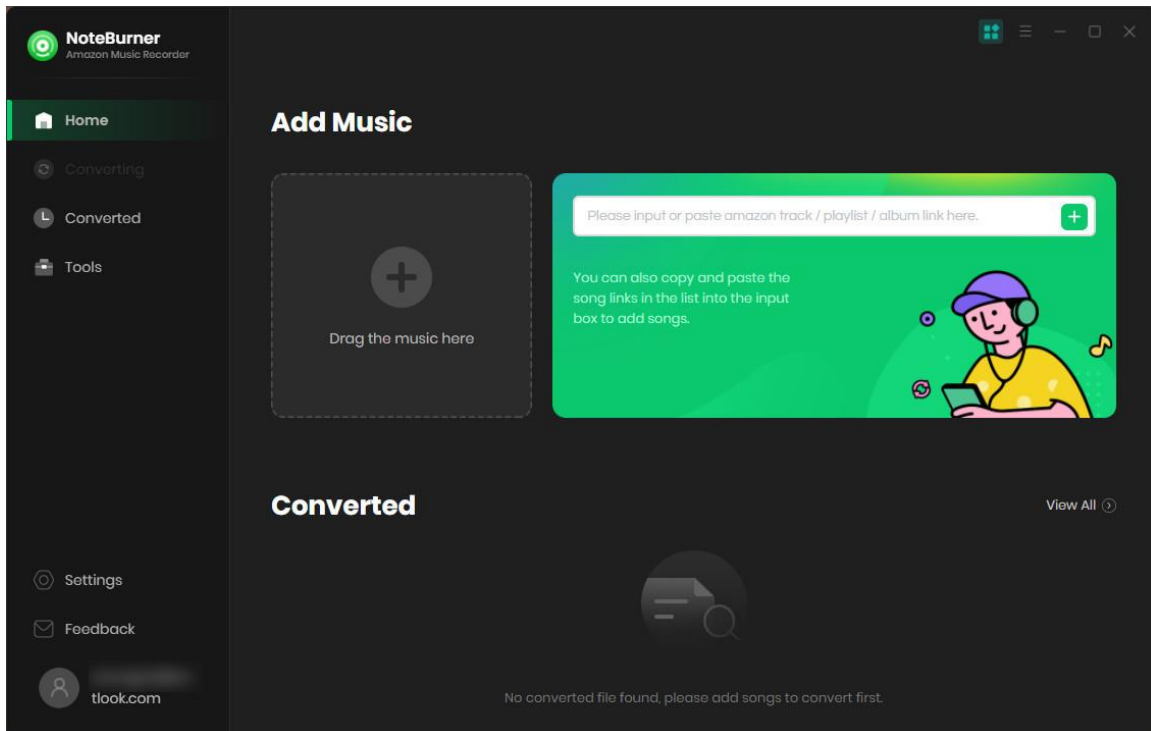 NoteBurner
Amazon Music Recorder
Home
Converting
Converted
Tools
Settings
Feedback
tlook.com
Add Music
Drag the music here
Please input or paste amazon track / playlist / album link here.
You can also copy and paste the
song links in the list into the input
box to add songs.
Converted
View All
No converted file found, please add songs to convert first.